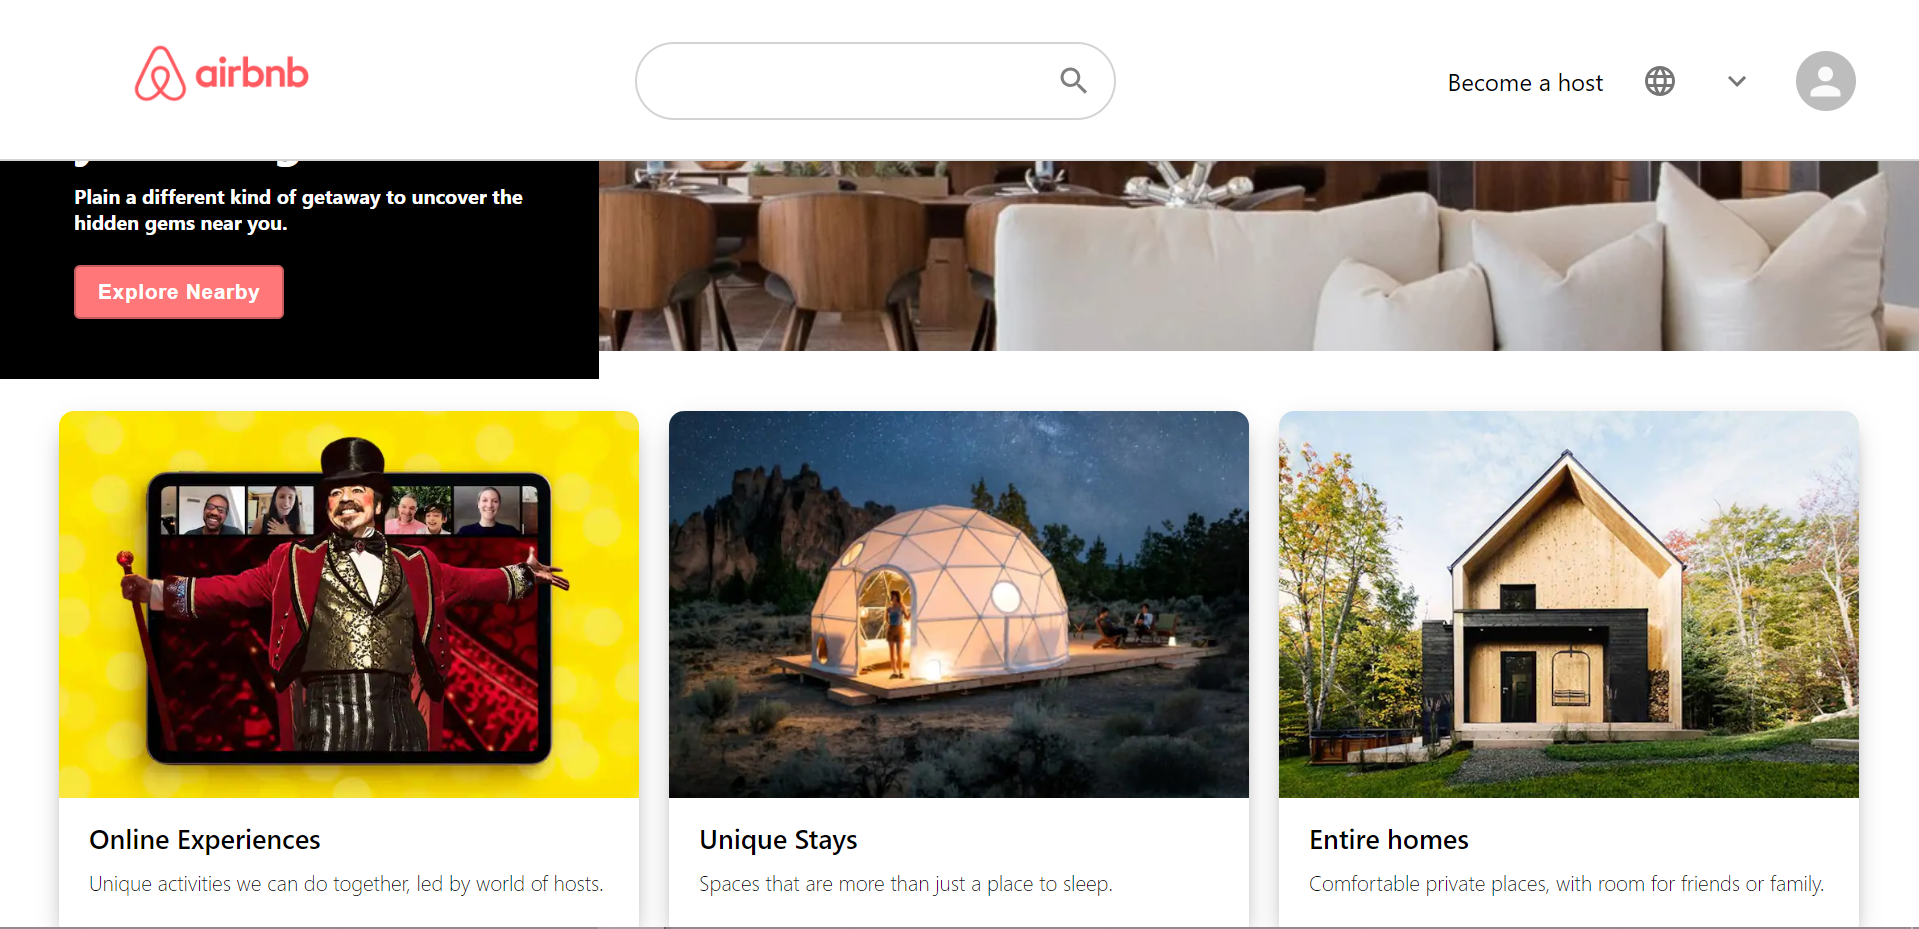 airbnb
Become a host
Plain a different kind of getaway to uncover the
hidden gems near you.
Explore Nearby
Online Experiences
Unique activities we can do together, led by world of hosts.
Unique Stays
Spaces that are more than just a place to sleep.
Entire homes
Comfortable private places, with room for friends or family.